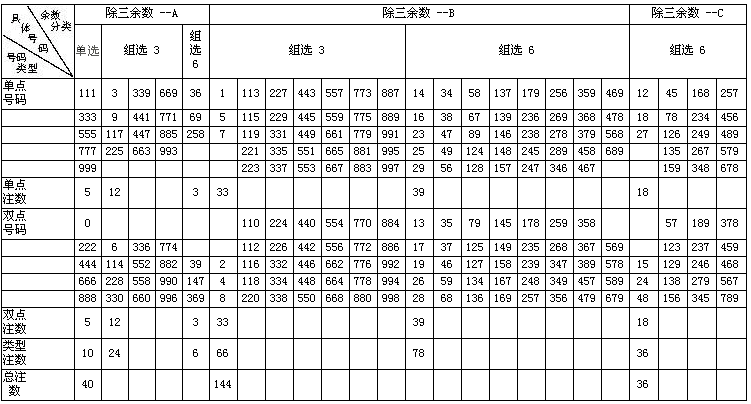 具体号码 余数分类 号码类型 除三余数 --A 除三余数 --B 除三余数 --C
单选 组选 3 组选6 组选 3 组选 6 组选 6
单点号码 111 3 339 669 36 1 113 227 443 557 773 887 14 34 58 137 179 256 359 469 12 45 168 257
333 9 441 771 69 5 115 229 445 559 775 889 16 38 67 139 236 269 368 478 18 78 234 456
555 117 447 885 258 7 119 331 449 661 779 991 23 47 89 146 238 278 379 568 27 126 249 489
777 225 663 993 221 335 551 665 881 995 25 49 124 148 245 289 458 689 135 267 579
999 223 337 553 667 883 997 29 56 128 157 247 346 467 159 348 678
单点注数 5 12 3 33 39 18
双点号码 0 110 224 440 554 770 884 13 35 79 145 178 259 358 57 189 378
222 6 336 774 112 226 442 556 772 886 17 37 125 149 235 268 367 569 123 237 459
444 114 552 882 39 2 116 332 446 662 776 992 19 46 127 158 239 347 389 578 15 129 246 468
666 228 558 990 147 4 118 334 448 664 778 994 26 59 134 167 248 349 457 589 24 138 279 567
888 330 660 996 369 8 220 338 550 668 880 998 28 68 136 169 257 356 479 679 48 156 345 789
双点注数 5 12 3 33 39 18
类型注数 10 24 6 66 78 36
总注数 40 144 36